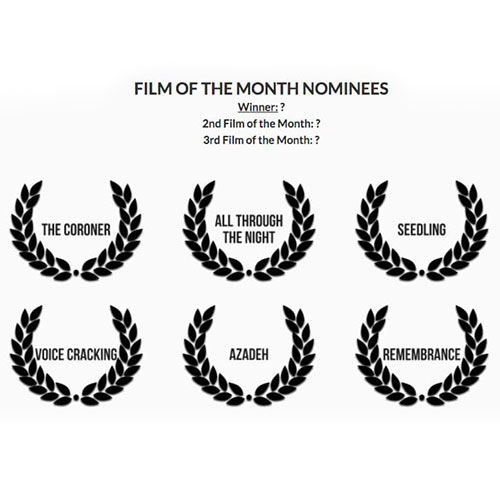 FILM OF THE MONTH NOMINEES
Winner: ?
2nd Film of the Month: ?
3rd Film of the Month: ?
THE CORONER
ALL THROUGH
THE NIGHT
SEEDLING
VOICE CRACKING
AZADEH
REMEMBRANCE